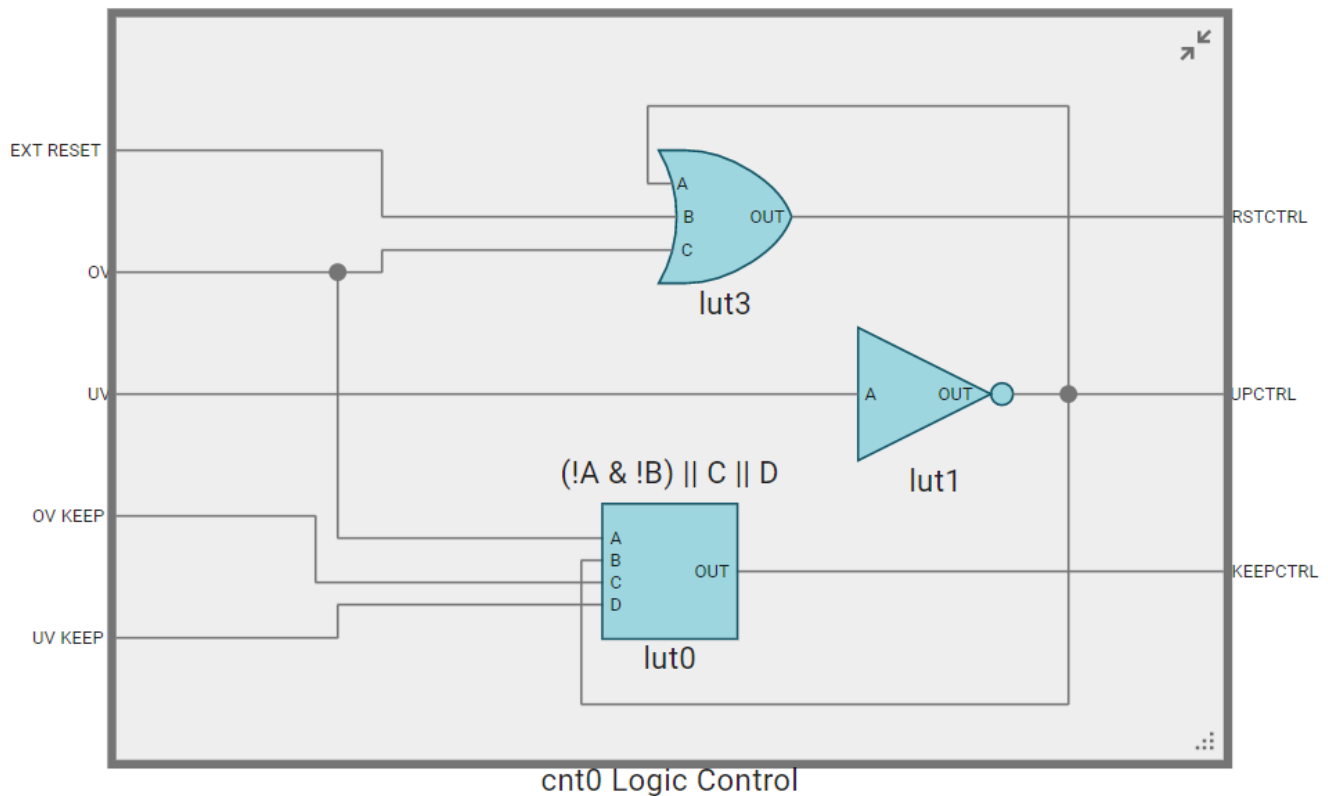 EXT RESET
A
B
OUT
RSTCTRL
C
OV
lut3
UV
A
OUT
UPCTRL
(!A & !B) || C || D
lut1
OV KEEP
A
B
OUT
KEEPCTRL
C
D
UV KEEP
lut0
cnt0 Logic Control